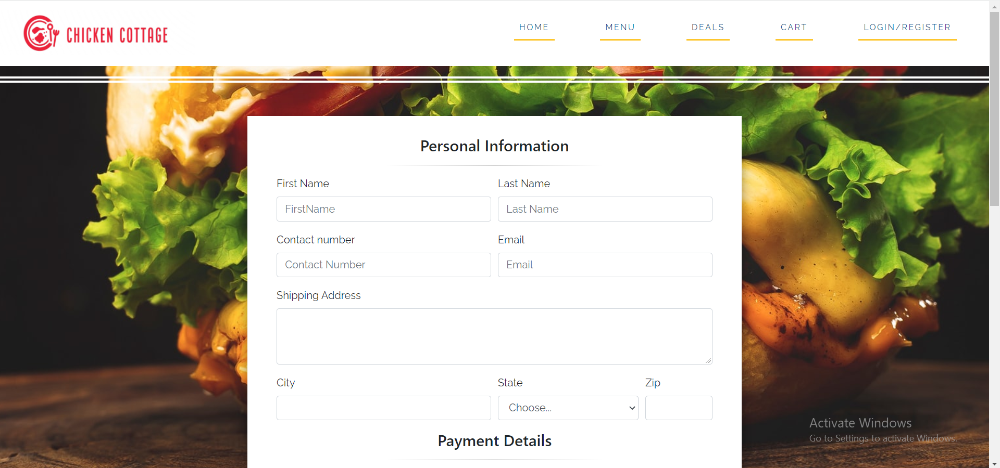 CHICKEN COTTAGE
HOME MENU DEALS CART LOGIN/REGISTER
Personal Information
First Name Last Name
FirstName Last Name
Contact number Email
Contact Number Email
Shipping Address
City State Zip
Choose...
Payment Details
Activate Windows
Go to Settings to activate Windows.